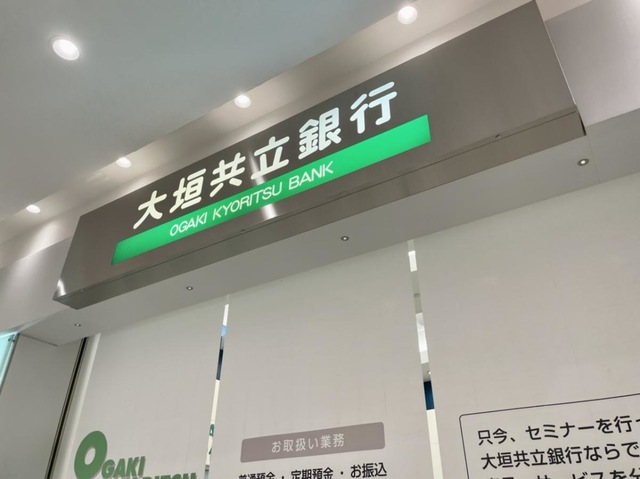 大垣共立銀行
OGAKI KYORITSU BANK
OGAKI
お取扱い業務
普通預金・定期預金・お振込
只今、セミナーを行っ
大垣共立銀行ならで